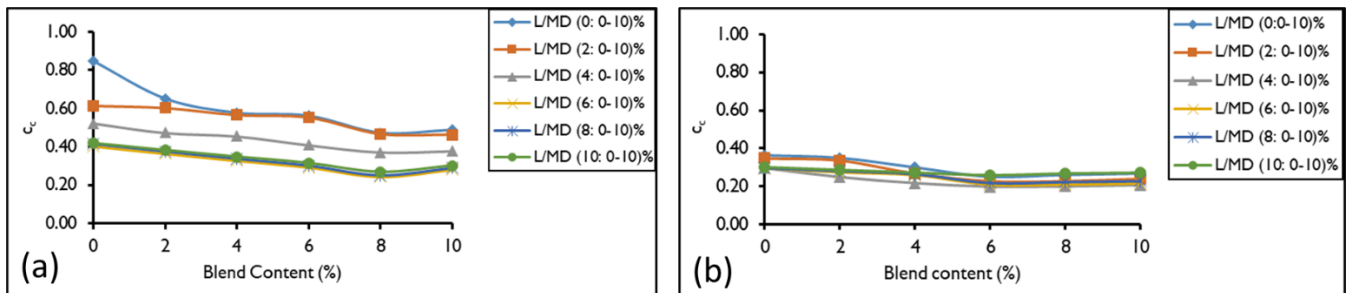 1.00
0.80
0.60
0.40
0.20
0.00
c_c
0 2 4 6 8 10
Blend Content (%)
(a)
L/MD (0: 0-10)%
L/MD (2: 0-10)%
L/MD (4: 0-10)%
L/MD (6: 0-10)%
L/MD (8: 0-10)%
L/MD (10: 0-10)%
1.00
0.80
0.60
0.40
0.20
0.00
c_c
0 2 4 6 8 10
Blend content (%)
(b)
L/MD (0:0-10)%
L/MD (2: 0-10)%
L/MD (4: 0-10)%
L/MD (6: 0-10)%
L/MD (8: 0-10)%
L/MD (10: 0-10)%